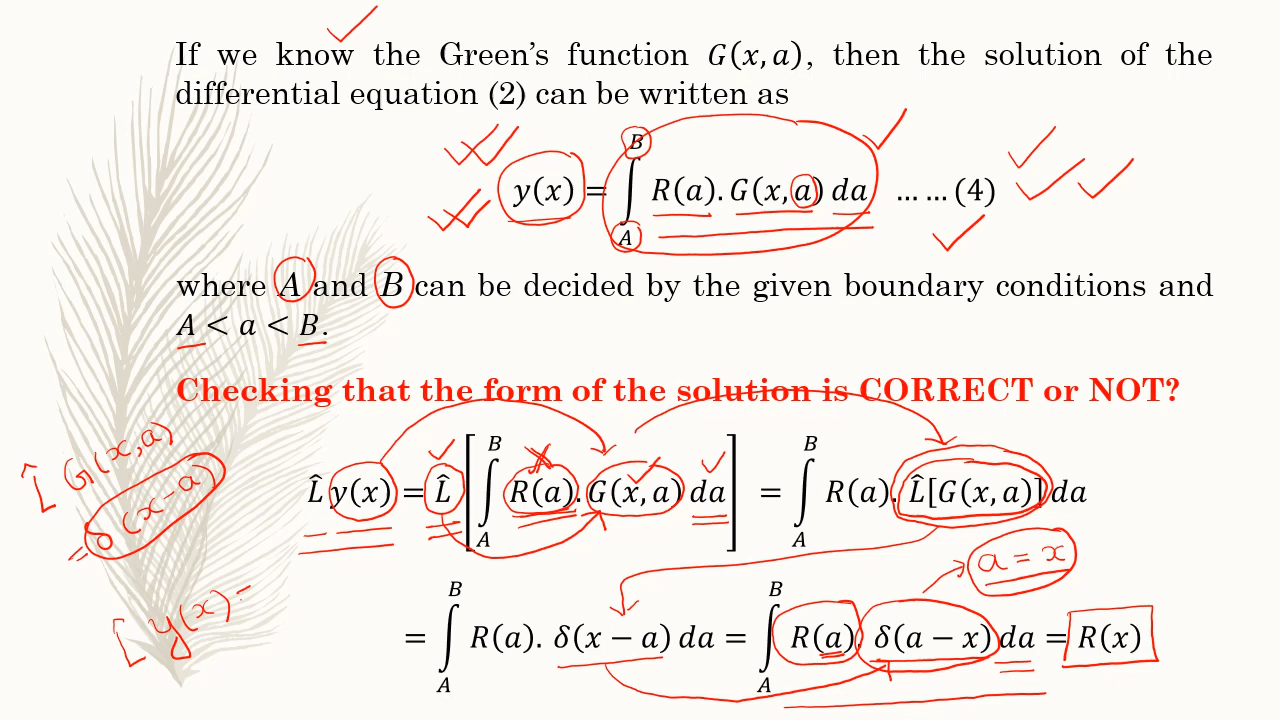 If we know the Green's function G(x, a), then the solution of the
differential equation (2) can be written as
y(x) = ∫_A^B R(a). G(x, a) da … … (4)
where A and B can be decided by the given boundary conditions and
A < a < B.
Checking that the form of the solution is CORRECT or NOT?
L̂ y(x) = L̂ [∫_A^B R(a). G(x, a) da] = ∫_A^B R(a). L̂[G(x, a)] da
= ∫_A^B R(a). δ(x − a) da = ∫_A^B R(a). δ(a − x) da = R(x)
L̂ G(x, a)
= δ(x − a)
a = x
L̂ y(x) =